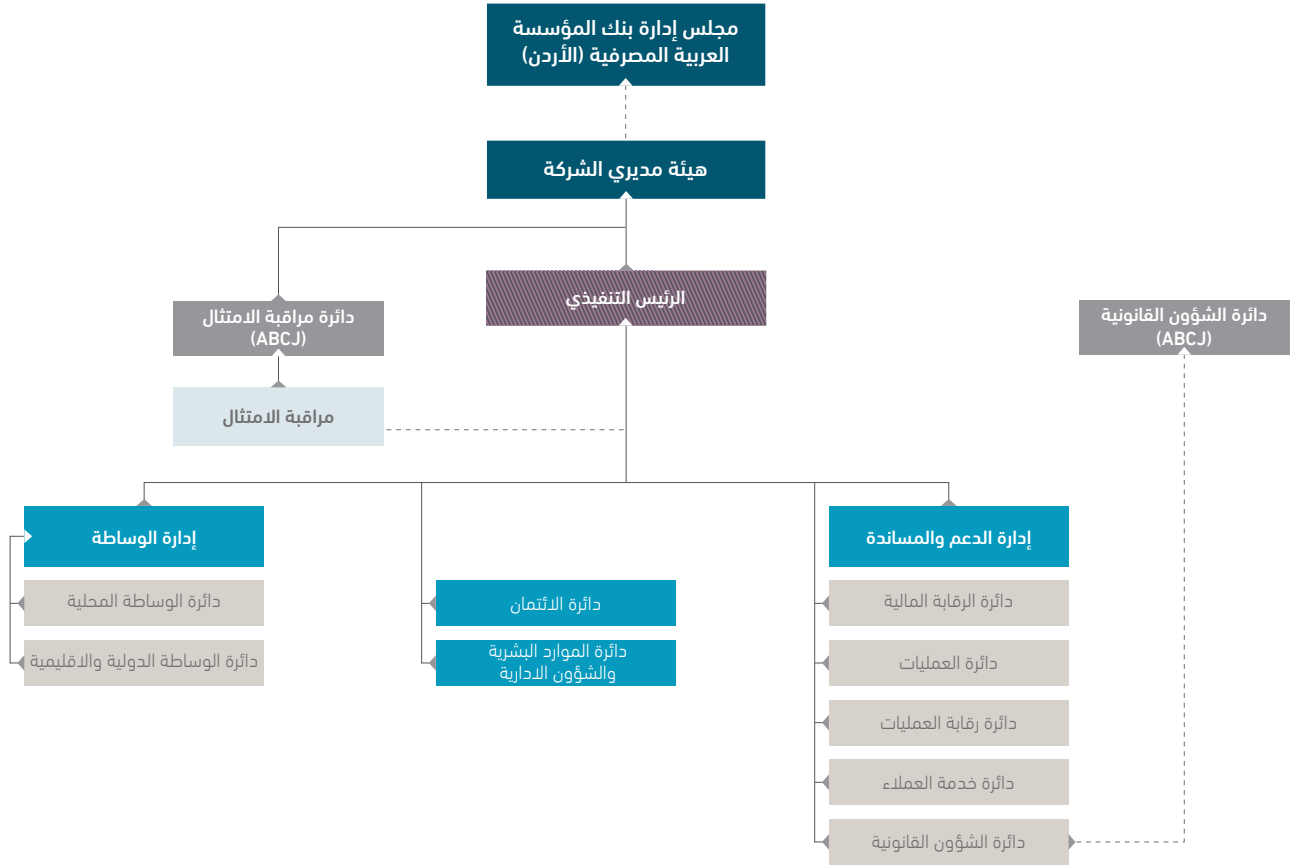 مجلس إدارة بنك المؤسسة
العربية المصرفية (الأردن)
هيئة مديري الشركة
الرئيس التنفيذي
دائرة الشؤون القانونية
(ABCJ)
دائرة مراقبة الامتثال
(ABCJ)
مراقبة الامتثال
إدارة الدعم والمساندة
دائرة الرقابة المالية
دائرة العمليات
دائرة رقابة العمليات
دائرة خدمة العملاء
دائرة الشؤون القانونية
دائرة الائتمان
دائرة الموارد البشرية
والشؤون الادارية
إدارة الوساطة
دائرة الوساطة المحلية
دائرة الوساطة الدولية والاقليمية